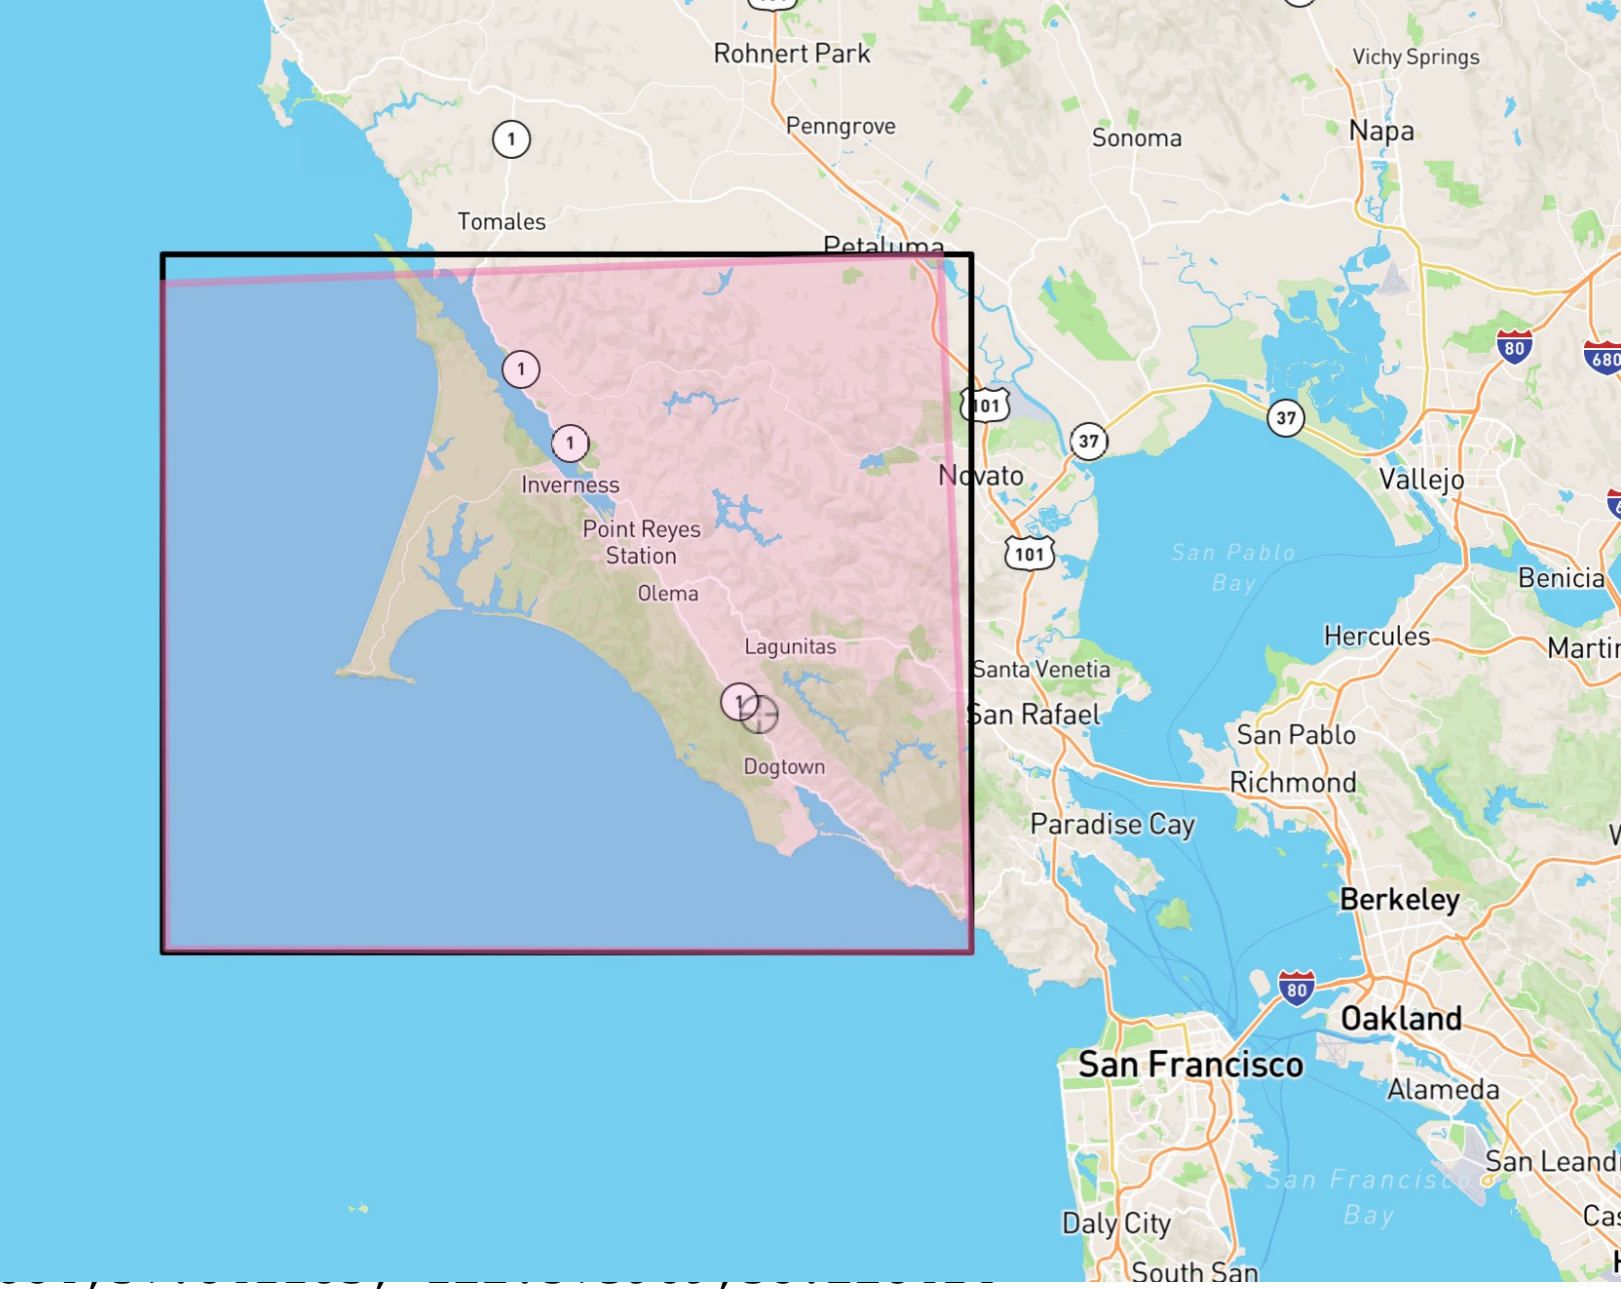 Rohnert Park
Vichy Springs
Penngrove
Sonoma
Napa
1
Tomales
Petaluma
80
680
1
101
37
37
1
Novato
Vallejo
Inverness
Point Reyes
Station
101
San Pablo
Bay
Benicia
Olema
Hercules
Lagunitas
Santa Venetia
1
San Rafael
San Pablo
Dogtown
Richmond
Paradise Cay
Berkeley
80
Oakland
San Francisco
Alameda
San Leand
San Francisco
Bay
Daly City
South San